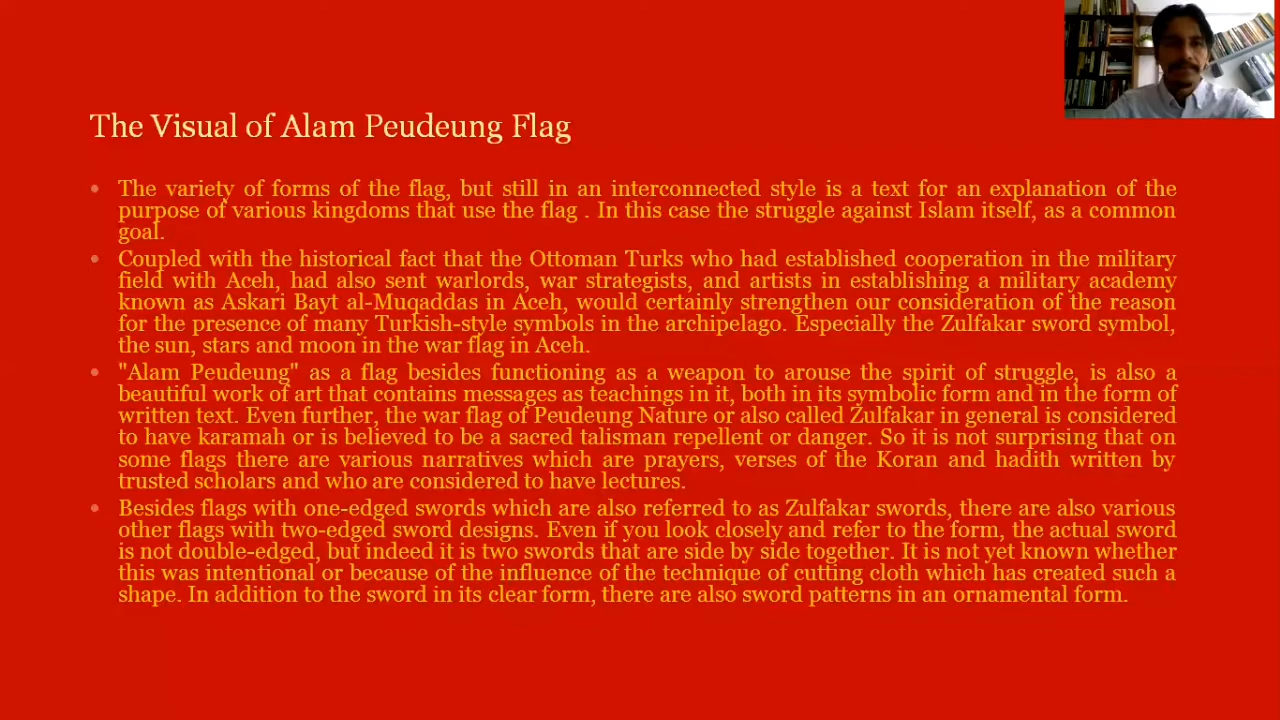 The Visual of Alam Peudeung Flag
• The variety of forms of the flag, but still in an interconnected style is a text for an explanation of the
purpose of various kingdoms that use the flag . In this case the struggle against Islam itself, as a common
goal.
• Coupled with the historical fact that the Ottoman Turks who had established cooperation in the military
field with Aceh, had also sent warlords, war strategists, and artists in establishing a military academy
known as Askari Bayt al-Muqaddas in Aceh, would certainly strengthen our consideration of the reason
for the presence of many Turkish-style symbols in the archipelago. Especially the Zulfakar sword symbol,
the sun, stars and moon in the war flag in Aceh.
• "Alam Peudeung" as a flag besides functioning as a weapon to arouse the spirit of struggle, is also a
beautiful work of art that contains messages as teachings in it, both in its symbolic form and in the form of
written text. Even further, the war flag of Peudeung Nature or also called Zulfakar in general is considered
to have karamah or is believed to be a sacred talisman repellent or danger. So it is not surprising that on
some flags there are various narratives which are prayers, verses of the Koran and hadith written by
trusted scholars and who are considered to have lectures.
• Besides flags with one-edged swords which are also referred to as Zulfakar swords, there are also various
other flags with two-edged sword designs. Even if you look closely and refer to the form, the actual sword
is not double-edged, but indeed it is two swords that are side by side together. It is not yet known whether
this was intentional or because of the influence of the technique of cutting cloth which has created such a
shape. In addition to the sword in its clear form, there are also sword patterns in an ornamental form.